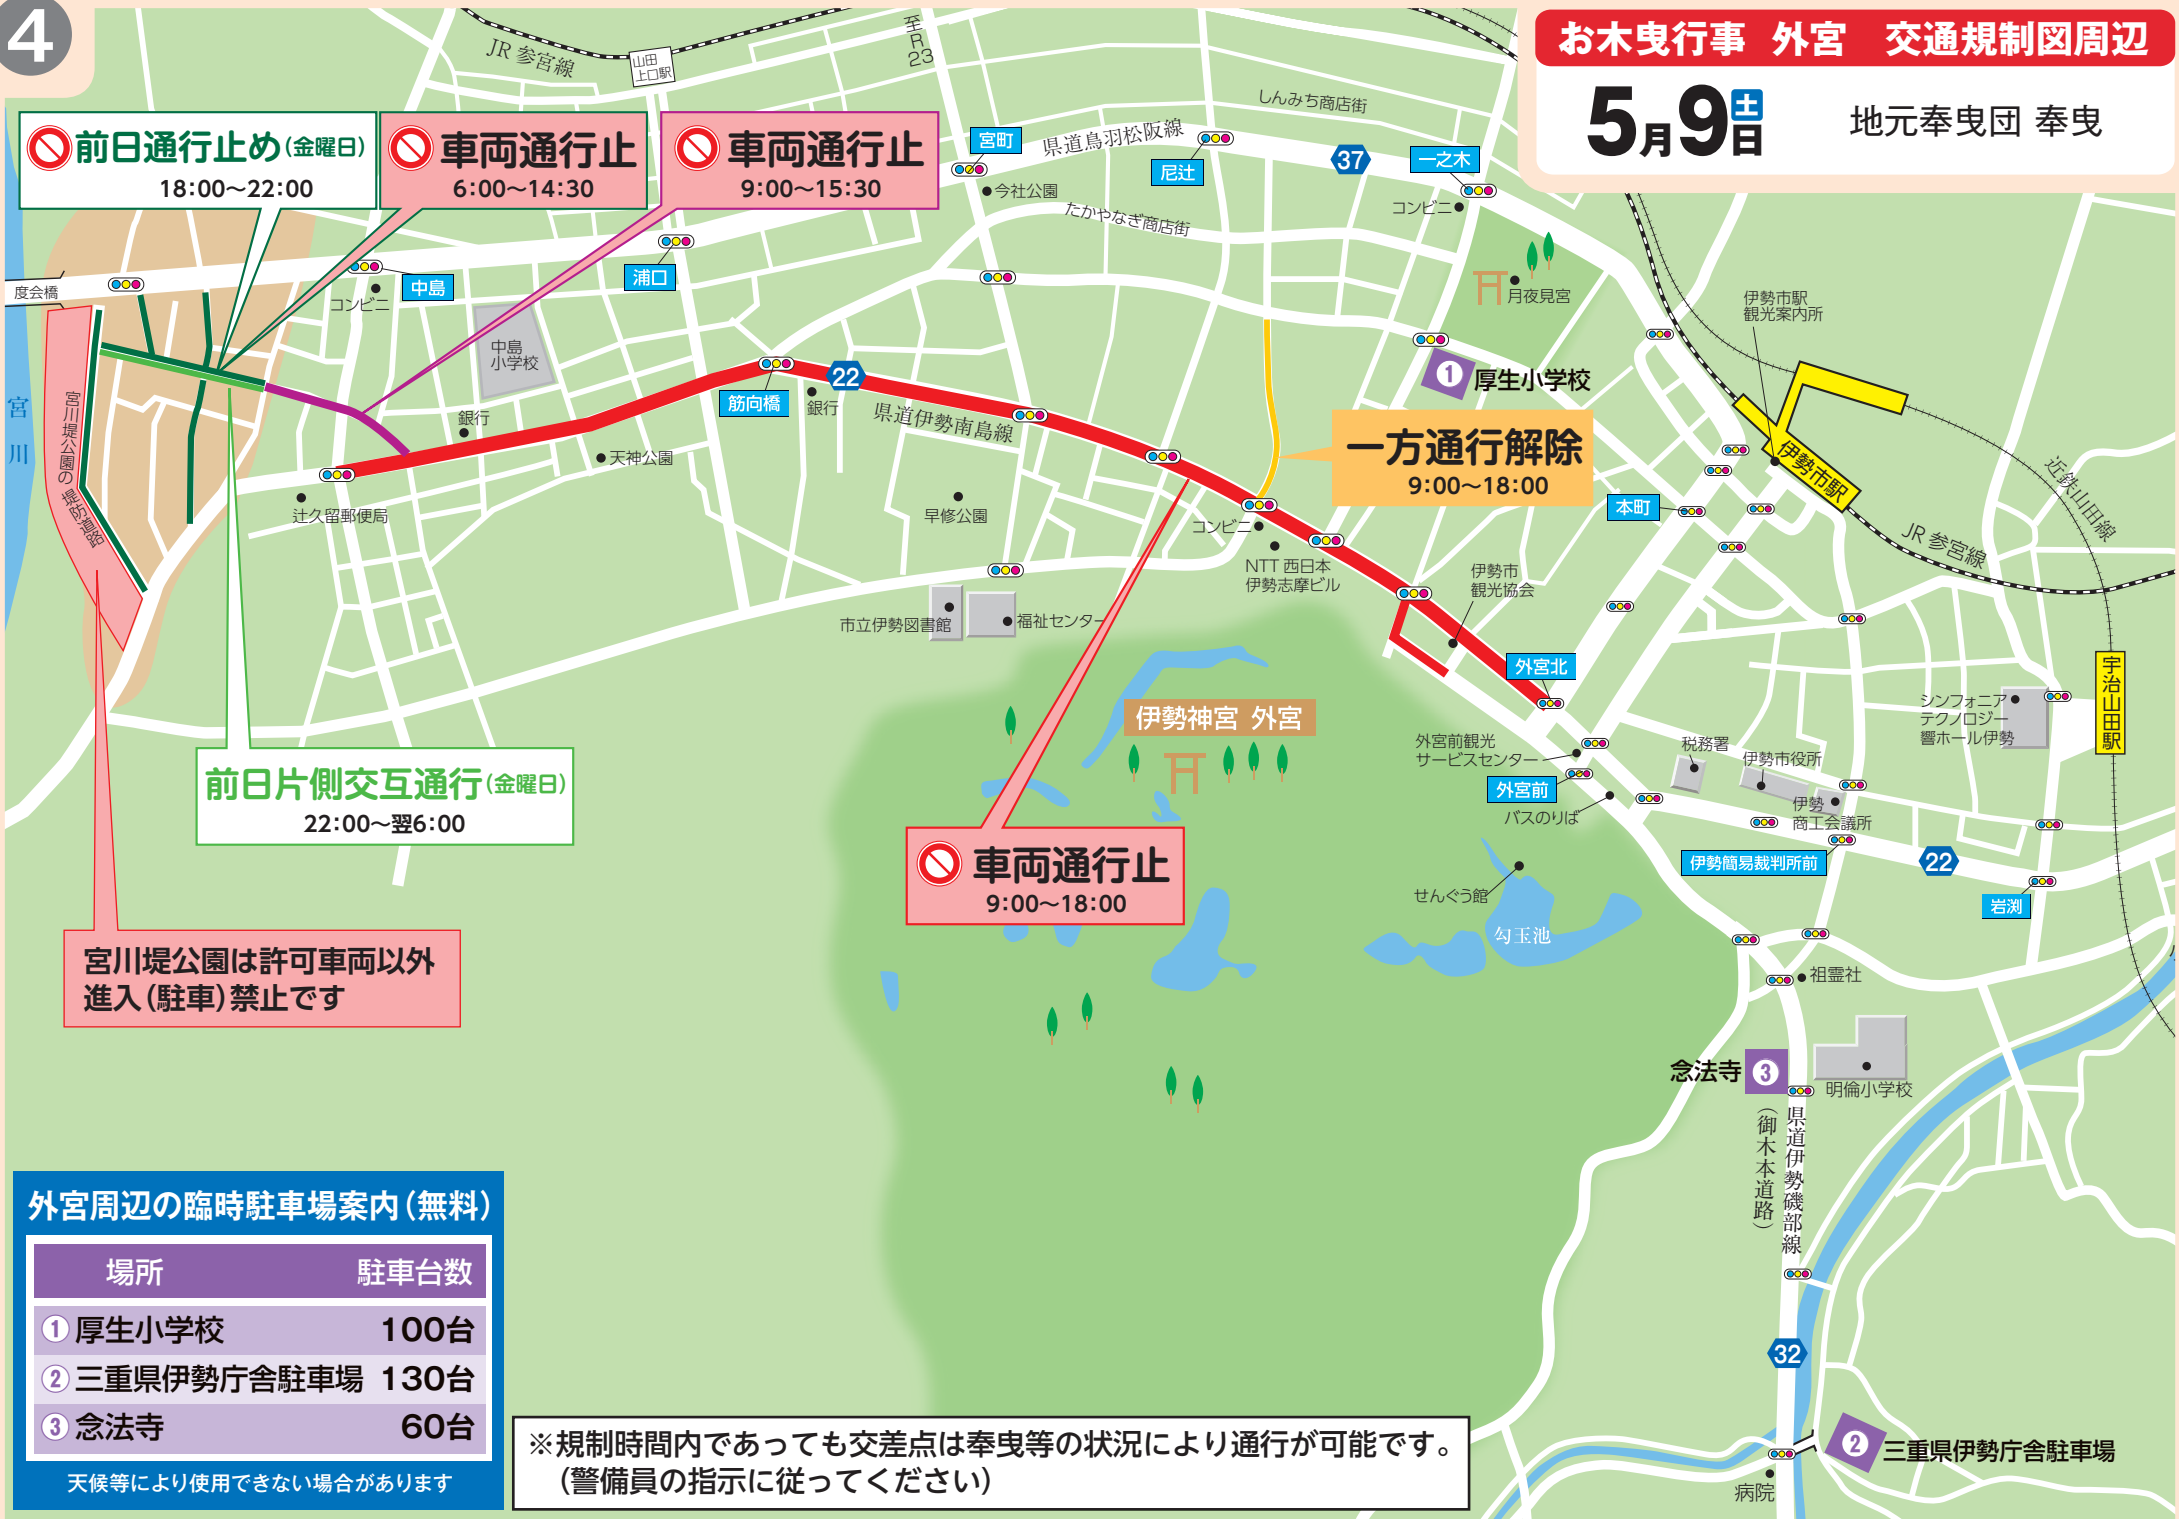 4
お木曳行事 外宮 交通規制図周辺
5月9日 土
地元奉曳団 奉曳
前日通行止め(金曜日)
18:00〜22:00
車両通行止
6:00〜14:30
車両通行止
9:00〜15:30
JR 参宮線
山田
上口駅
至
R
23
宮町
今社公園
県道鳥羽松阪線
尼辻
しんみち商店街
37
一之木
コンビニ
たかやなぎ商店街
月夜見宮
度会橋
中島
コンビニ
浦口
中島
小学校
宮川
宮川堤公園の堤防道路
銀行
筋向橋
22
銀行
県道伊勢南島線
天神公園
辻久留郵便局
早修公園
1
厚生小学校
一方通行解除
9:00〜18:00
伊勢市駅
観光案内所
伊勢市駅
本町
近鉄山田線
JR 参宮線
コンビニ
NTT 西日本
伊勢志摩ビル
伊勢市
観光協会
市立伊勢図書館
福祉センター
外宮北
伊勢神宮 外宮
宇治山田駅
シンフォニア
テクノロジー
響ホール伊勢
外宮前観光
サービスセンター
税務署
伊勢市役所
外宮前
バスのりば
伊勢
商工会議所
伊勢簡易裁判所前
22
岩渕
前日片側交互通行(金曜日)
22:00〜翌6:00
車両通行止
9:00〜18:00
せんぐう館
勾玉池
宮川堤公園は許可車両以外
進入(駐車)禁止です
祖霊社
念法寺
3
明倫小学校
県道伊勢磯部線
(御木本道路)
32
2
三重県伊勢庁舎駐車場
病院
外宮周辺の臨時駐車場案内(無料)
場所 駐車台数
1 厚生小学校 100台
2 三重県伊勢庁舎駐車場 130台
3 念法寺 60台
天候等により使用できない場合があります
※規制時間内であっても交差点は奉曳等の状況により通行が可能です。
(警備員の指示に従ってください)